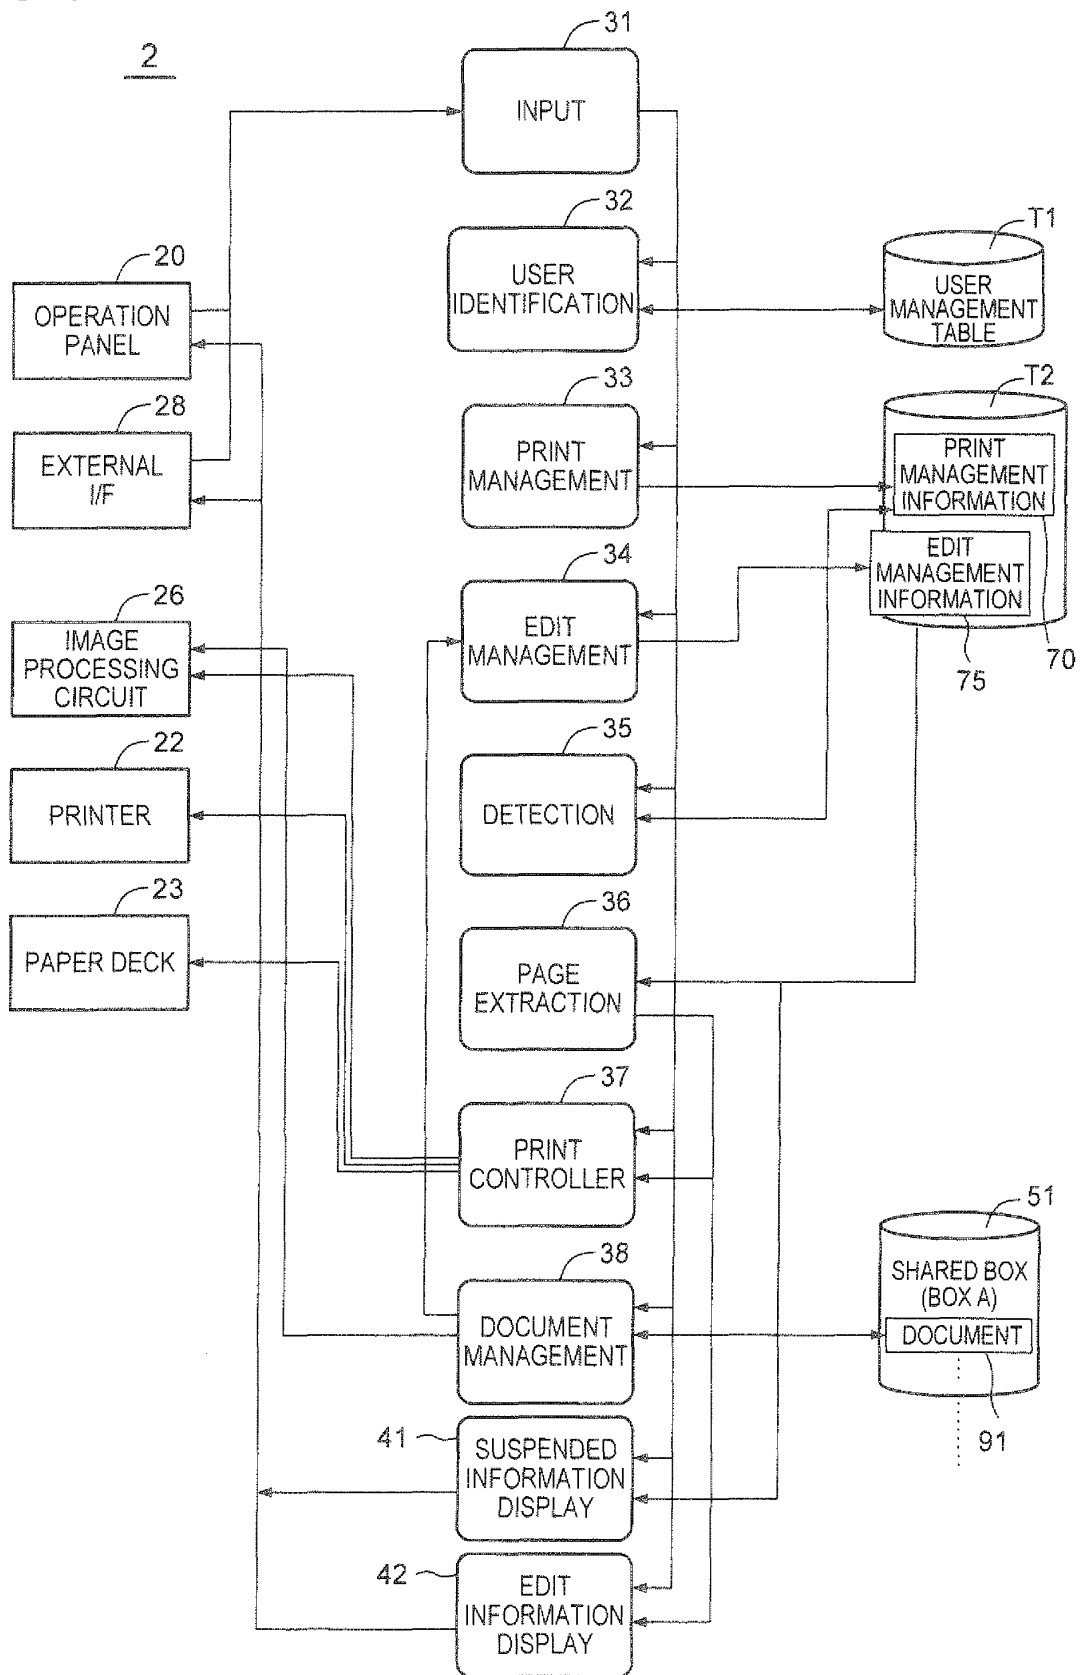 2
31
INPUT
32
USER
IDENTIFICATION
T1
USER
MANAGEMENT
TABLE
20
OPERATION
PANEL
33
PRINT
MANAGEMENT
T2
PRINT
MANAGEMENT
INFORMATION
70
EDIT
MANAGEMENT
INFORMATION
75
28
EXTERNAL
I/F
34
EDIT
MANAGEMENT
26
IMAGE
PROCESSING
CIRCUIT
35
DETECTION
22
PRINTER
36
PAGE
EXTRACTION
23
PAPER DECK
37
PRINT
CONTROLLER
38
DOCUMENT
MANAGEMENT
51
SHARED BOX
(BOX A)
DOCUMENT
91
41
SUSPENDED
INFORMATION
DISPLAY
42
EDIT
INFORMATION
DISPLAY